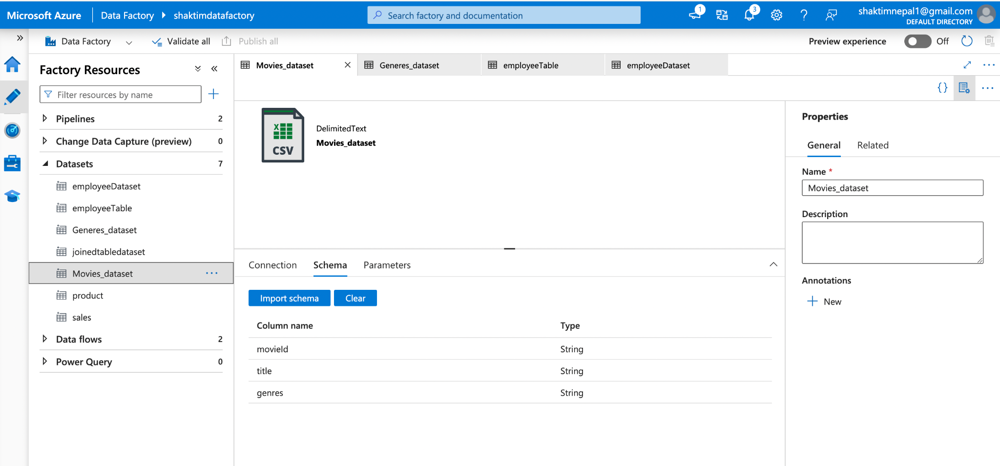 Microsoft Azure
Data Factory
shaktimdatafactory
Search factory and documentation
1
3
?
shaktimnepal1@gmail.com
DEFAULT DIRECTORY
Data Factory
Validate all
Publish all
Preview experience
Off
Factory Resources
Filter resources by name
Pipelines 2
Change Data Capture (preview) 0
Datasets 7
employeeDataset
employeeTable
Generes_dataset
joinedtabledataset
Movies_dataset
product
sales
Data flows 2
Power Query 0
Movies_dataset
Generes_dataset
employeeTable
employeeDataset
{}
X
CSV
DelimitedText
Movies_dataset
Connection
Schema
Parameters
Import schema
Clear
Column name Type
movieId String
title String
genres String
Properties
General
Related
Name *
Movies_dataset
Description
Annotations
New